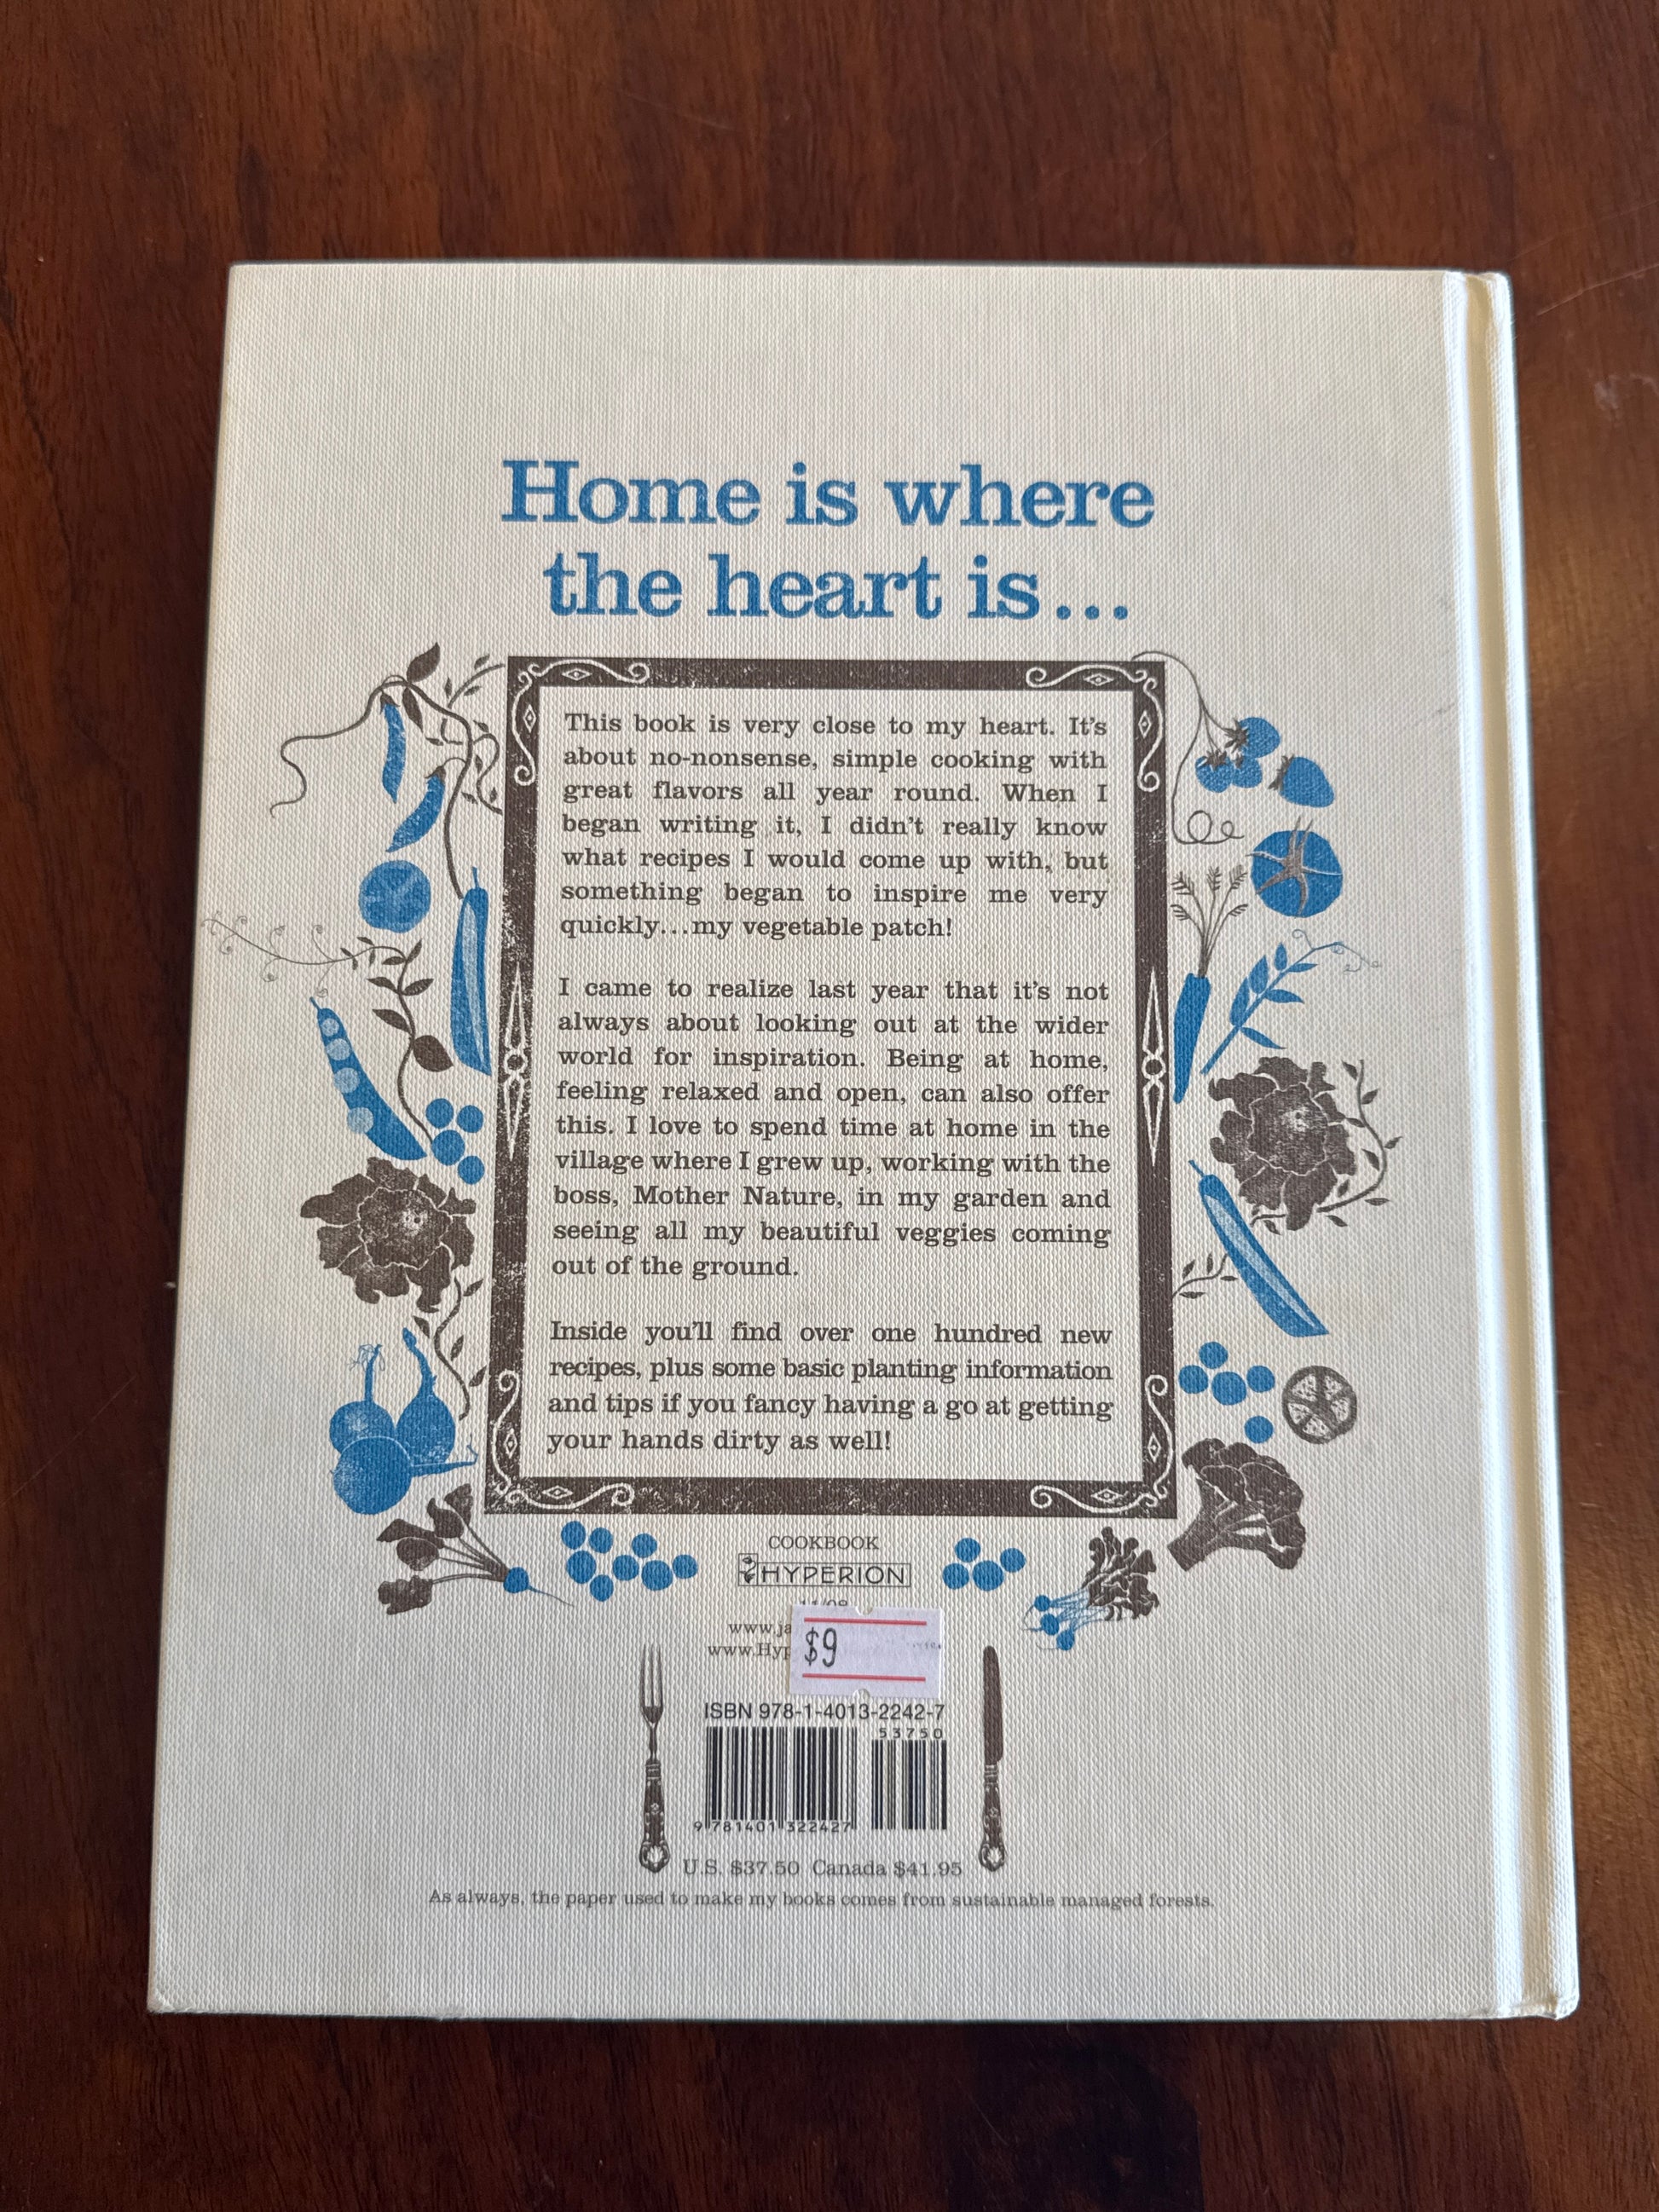 Home is where
the heart is...
This book is very close to my heart. It's
about no-nonsense, simple cooking with
great flavors all year round. When I
began writing it, I didn't really know
what recipes I would come up with, but
something began to inspire me very
quickly...my vegetable patch!
I came to realize last year that it's not
always about looking out at the wider
world for inspiration. Being at home,
feeling relaxed and open, can also offer
this. I love to spend time at home in the
village where I grew up, working with the
boss, Mother Nature, in my garden and
seeing all my beautiful veggies coming
out of the ground.
Inside you'll find over one hundred new
recipes, plus some basic planting information
and tips if you fancy having a go at getting
your hands dirty as well!
COOKBOOK
HYPERION
www.ja
www.Hyp
$9
ISBN 978-1-4013-2242-7
53750
9 781401 322427
U.S. $37.50 Canada $41.95
As always, the paper used to make my books comes from sustainable managed forests.